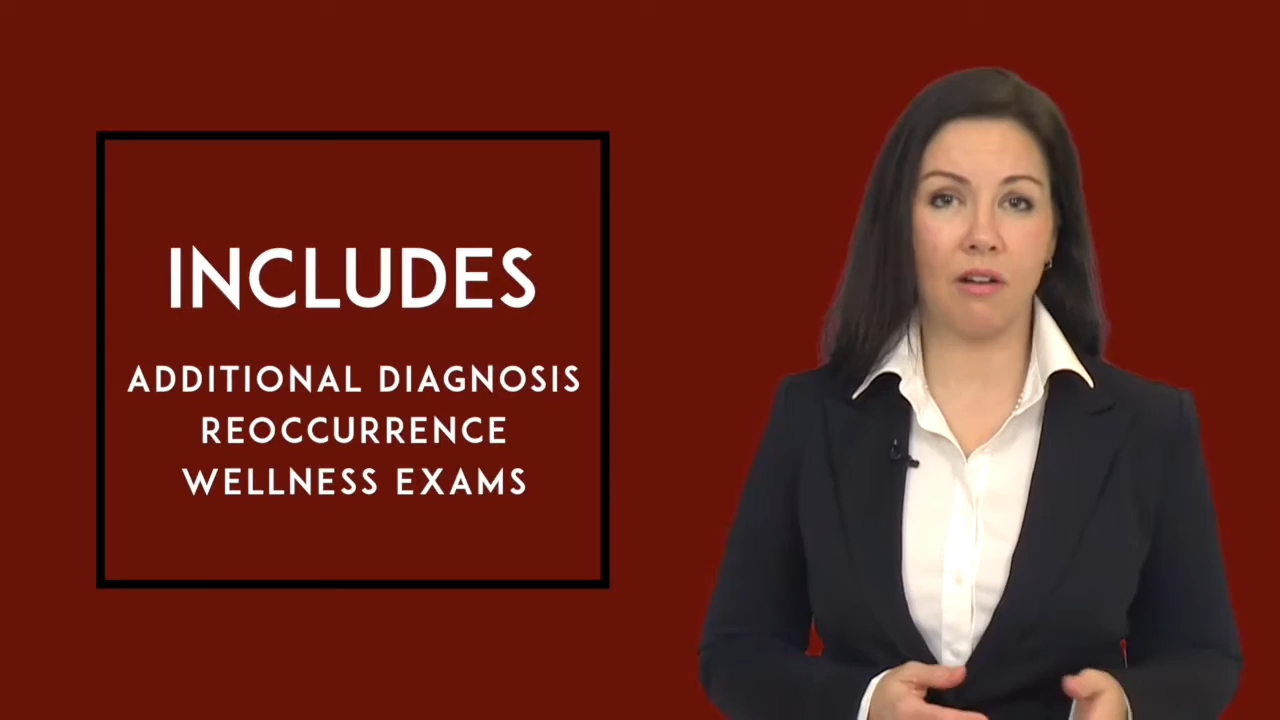 INCLUDES
ADDITIONAL DIAGNOSIS
REOCCURRENCE
WELLNESS EXAMS